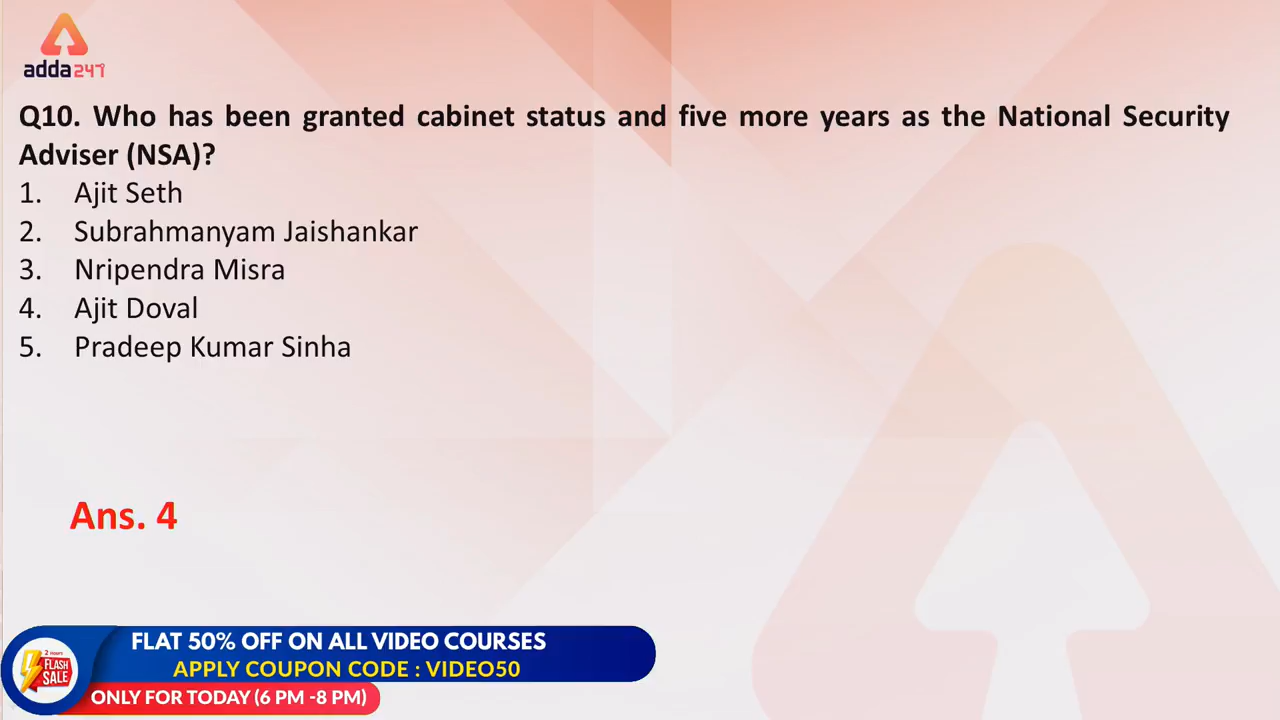 adda247
Q10. Who has been granted cabinet status and five more years as the National Security
Adviser (NSA)?
1. Ajit Seth
2. Subrahmanyam Jaishankar
3. Nripendra Misra
4. Ajit Doval
5. Pradeep Kumar Sinha
Ans. 4
FLAT 50% OFF ON ALL VIDEO COURSES
APPLY COUPON CODE : VIDEO50
2 Hours
FLASH
SALE
ONLY FOR TODAY (6 PM -8 PM)